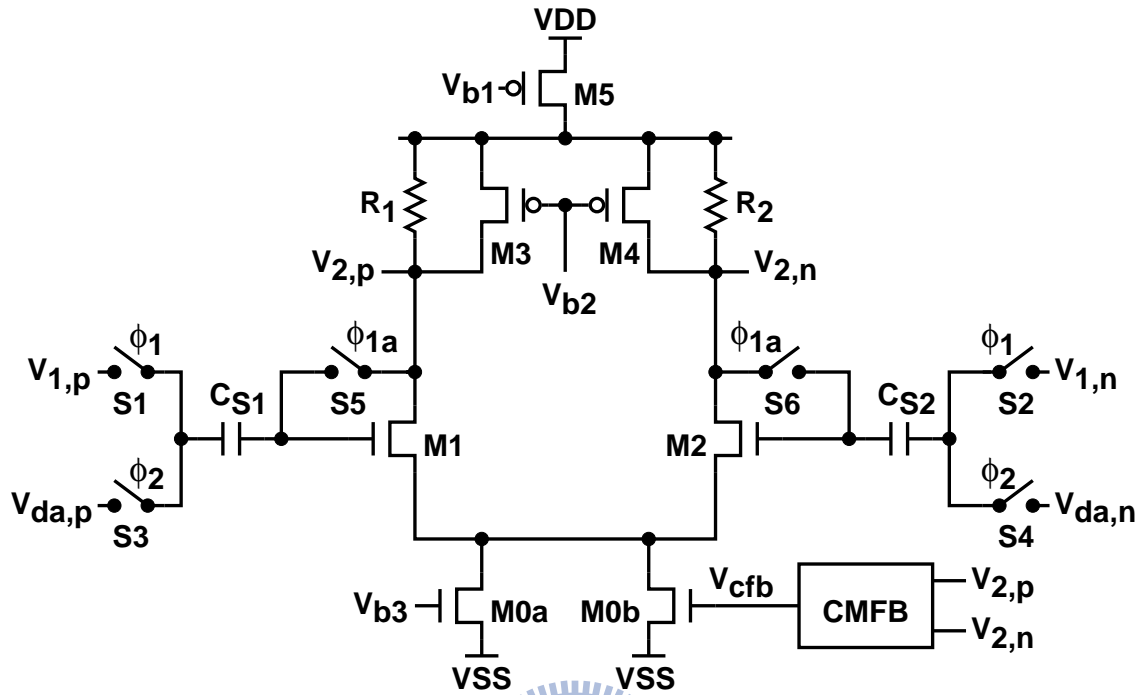 VDD
Vb1
M5
R1
M3
M4
R2
V2,p
Vb2
V2,n
ϕ1
ϕ1a
ϕ1a
ϕ1
V1,p
S1
CS1
S5
S6
CS2
S2
V1,n
M1
M2
ϕ2
ϕ2
Vda,p
S3
S4
Vda,n
Vb3
M0a
M0b
Vcfb
CMFB
V2,p
V2,n
VSS
VSS